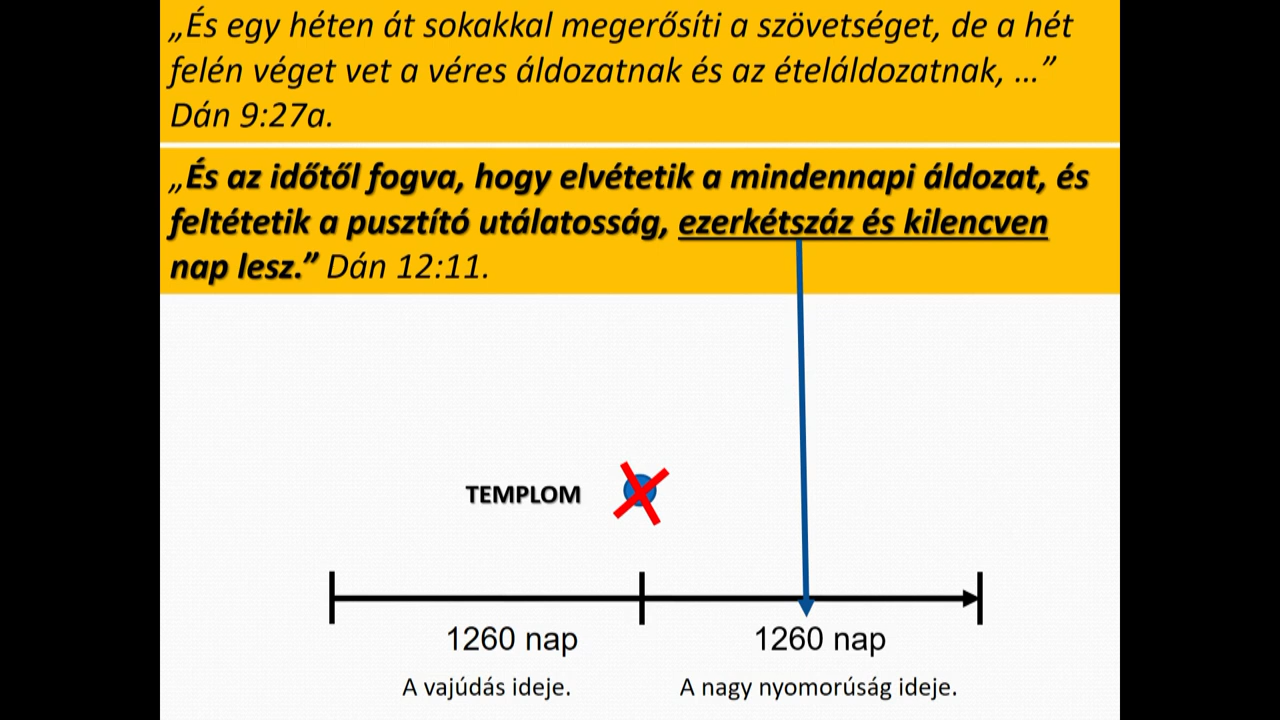 „És egy héten át sokakkal megerősíti a szövetséget, de a hét
felén véget vet a véres áldozatnak és az ételáldozatnak, …”
Dán 9:27a.
„És az időtől fogva, hogy elvétetik a mindennapi áldozat, és
feltétetik a pusztító utálatosság, ezerkétszáz és kilencven
nap lesz.” Dán 12:11.
TEMPLOM
1260 nap
1260 nap
A vajúdás ideje.
A nagy nyomorúság ideje.